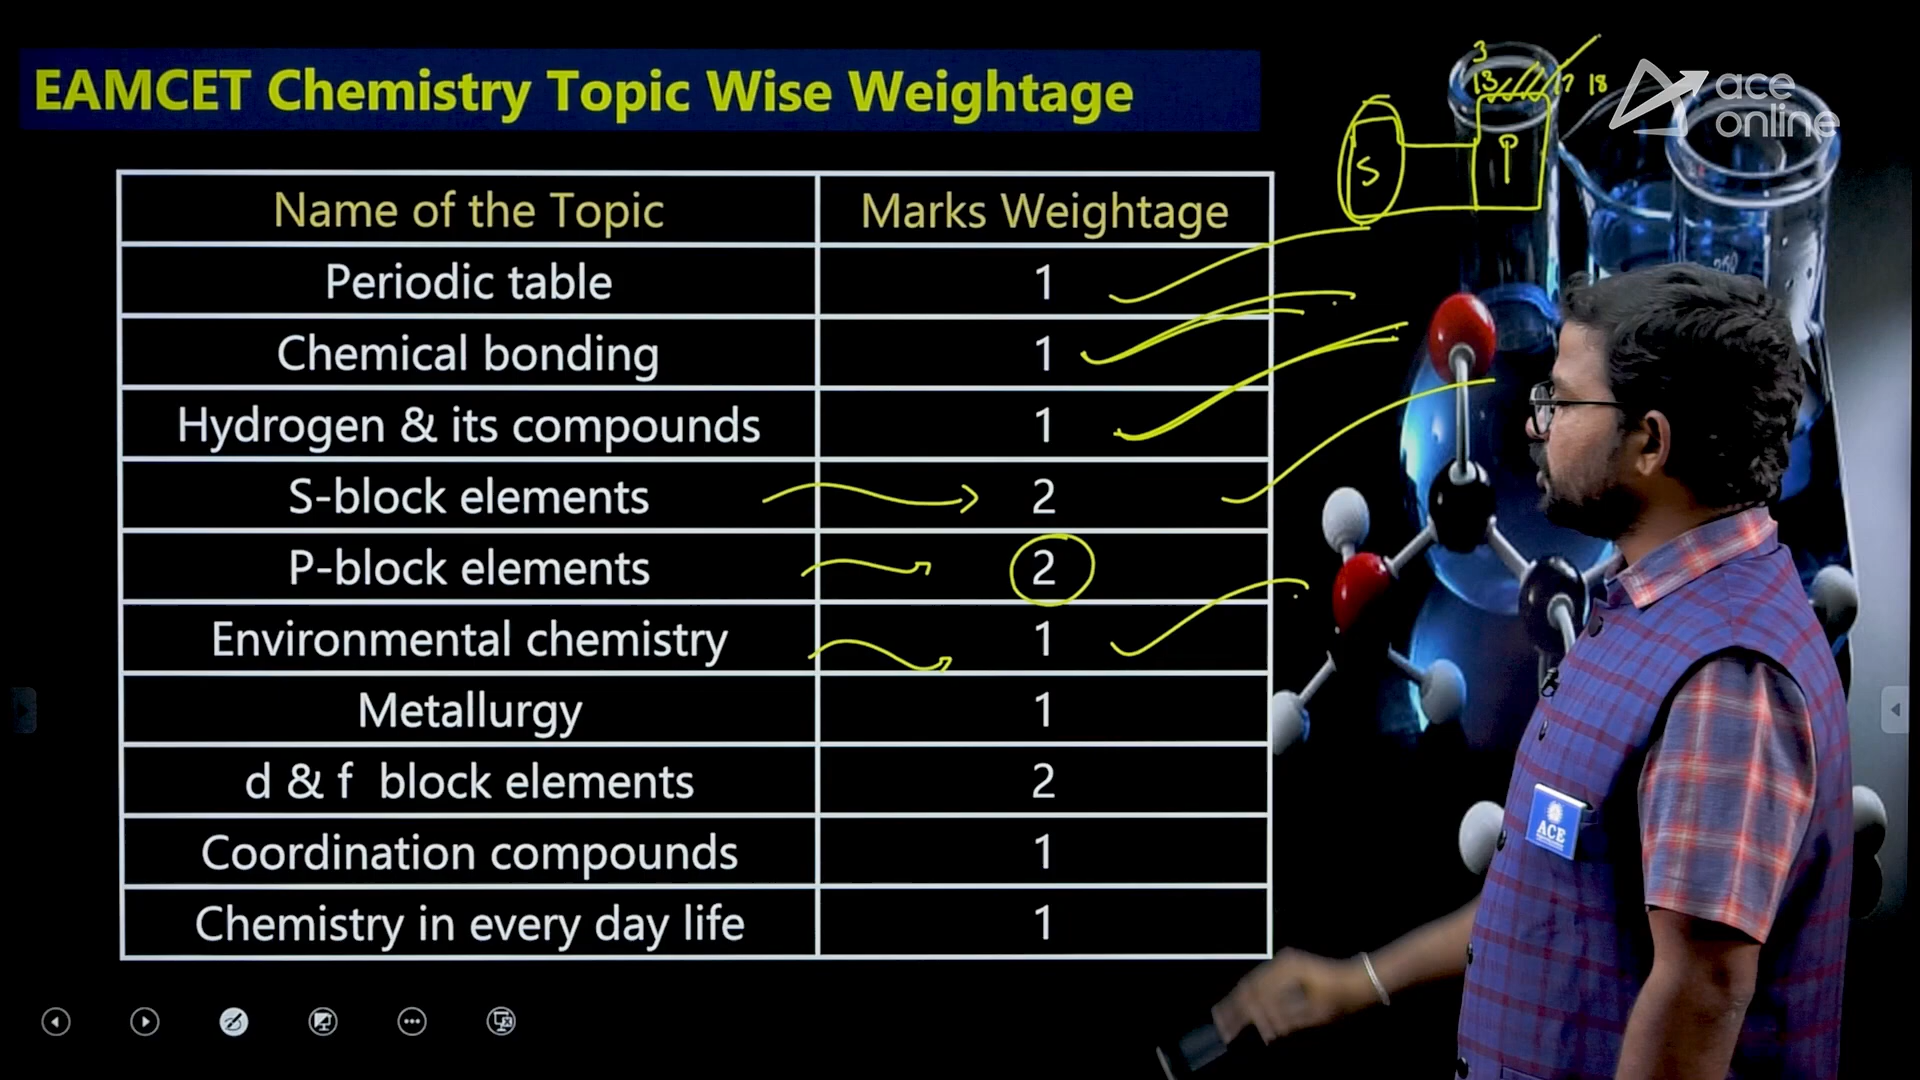 EAMCET Chemistry Topic Wise Weightage
ace
online
3
13 17 18
S P
Name of the Topic Marks Weightage
Periodic table 1
Chemical bonding 1
Hydrogen & its compounds 1
S-block elements 2
P-block elements 2
Environmental chemistry 1
Metallurgy 1
d & f block elements 2
Coordination compounds 1
Chemistry in every day life 1
ACE